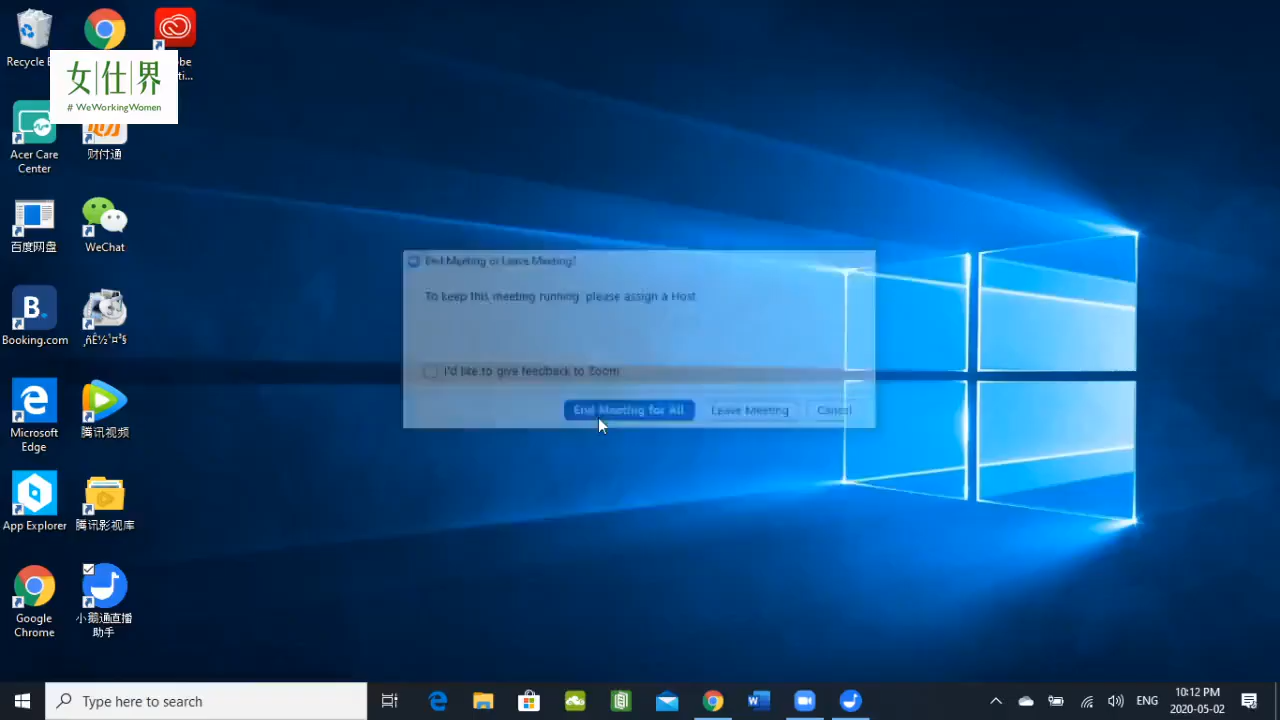 Recycle
女|仕|界
# WeWorkingWomen
Acer Care
Center
财付通
百度网盘
WeChat
B.
Booking.com
End Meeting or Leave Meeting?
To keep this meeting running, please assign a Host.
I'd like to give feedback to Zoom
End Meeting for All
Leave Meeting
Cancel
Microsoft
Edge
腾讯视频
App Explorer
腾讯影视库
Google
Chrome
小鹅通直播
助手
Type here to search
ENG
10:12 PM
2020-05-02